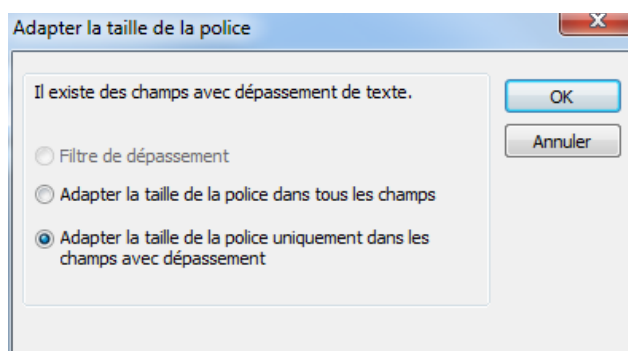 Adapter la taille de la police
Il existe des champs avec dépassement de texte.
OK
Annuler
Filtre de dépassement
Adapter la taille de la police dans tous les champs
Adapter la taille de la police uniquement dans les
champs avec dépassement